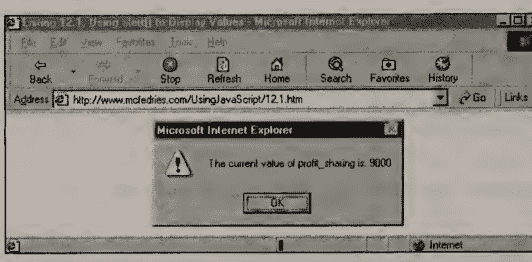 Using 12.1. Using alert() to Display Values - Microsoft Internet Explorer
File Edit View Favorites Tools Help
Back Forward Stop Refresh Home Search Favorites History
Address http://www.mcfedries.com/UsingJavaScript/12.1.htm Go Links
Microsoft Internet Explorer
The current value of profit_sharing is: 9000
OK
Internet